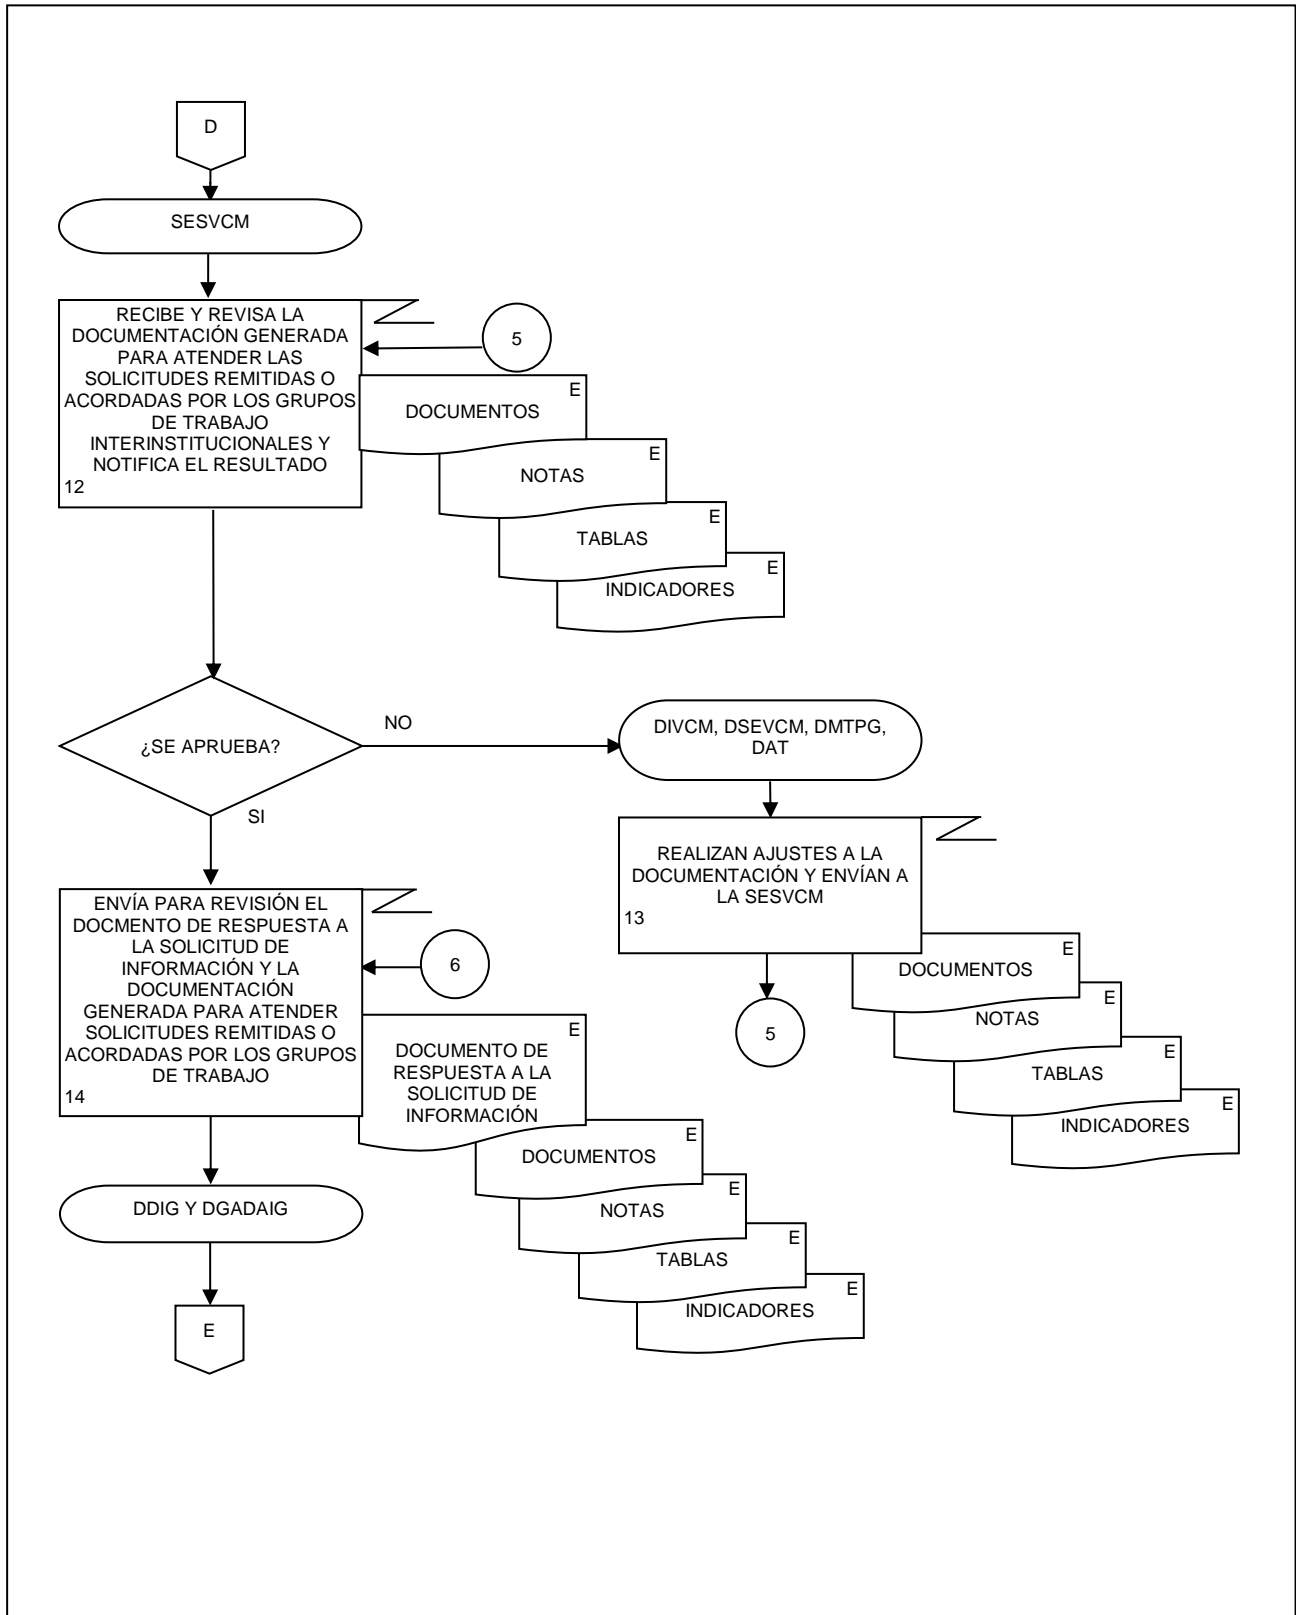 D
SESVCM
RECIBE Y REVISA LA
DOCUMENTACIÓN GENERADA
PARA ATENDER LAS
SOLICITUDES REMITIDAS O
ACORDADAS POR LOS GRUPOS
DE TRABAJO
INTERINSTITUCIONALES Y
NOTIFICA EL RESULTADO
12
5
E
DOCUMENTOS
E
NOTAS
E
TABLAS
E
INDICADORES
¿SE APRUEBA?
NO
SI
DIVCM, DSEVCM, DMTPG,
DAT
REALIZAN AJUSTES A LA
DOCUMENTACIÓN Y ENVÍAN A
LA SESVCM
13
E
DOCUMENTOS
E
NOTAS
E
TABLAS
E
INDICADORES
5
ENVÍA PARA REVISIÓN EL
DOCMENTO DE RESPUESTA A
LA SOLICITUD DE
INFORMACIÓN Y LA
DOCUMENTACIÓN
GENERADA PARA ATENDER
SOLICITUDES REMITIDAS O
ACORDADAS POR LOS GRUPOS
DE TRABAJO
14
6
E
DOCUMENTO DE
RESPUESTA A LA
SOLICITUD DE
INFORMACIÓN
E
DOCUMENTOS
E
NOTAS
E
TABLAS
E
INDICADORES
DDIG Y DGADAIG
E